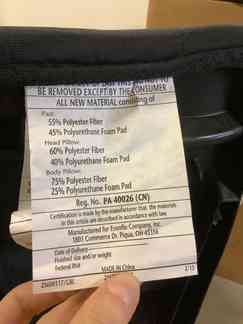 BE REMOVED EXCEPT BY THE CONSUMER
ALL NEW MATERIAL consisting of
Pad:
55% Polyester Fiber
45% Polyurethane Foam Pad
Head Pillow:
60% Polyester Fiber
40% Polyurethane Foam Pad
Body Pillow:
75% Polyester Fiber
25% Polyurethane Foam Pad
Reg. No. PA 40026 (CN)
Certification is made by the manufacturer that the materials
in this article are described in accordance with law.
Manufactured for Evenflo Company, Inc.
1801 Commerce Dr. Piqua, OH 45356
Date of Delivery
Finished size and/or weight
Federal RN#
MADE IN China
2/13